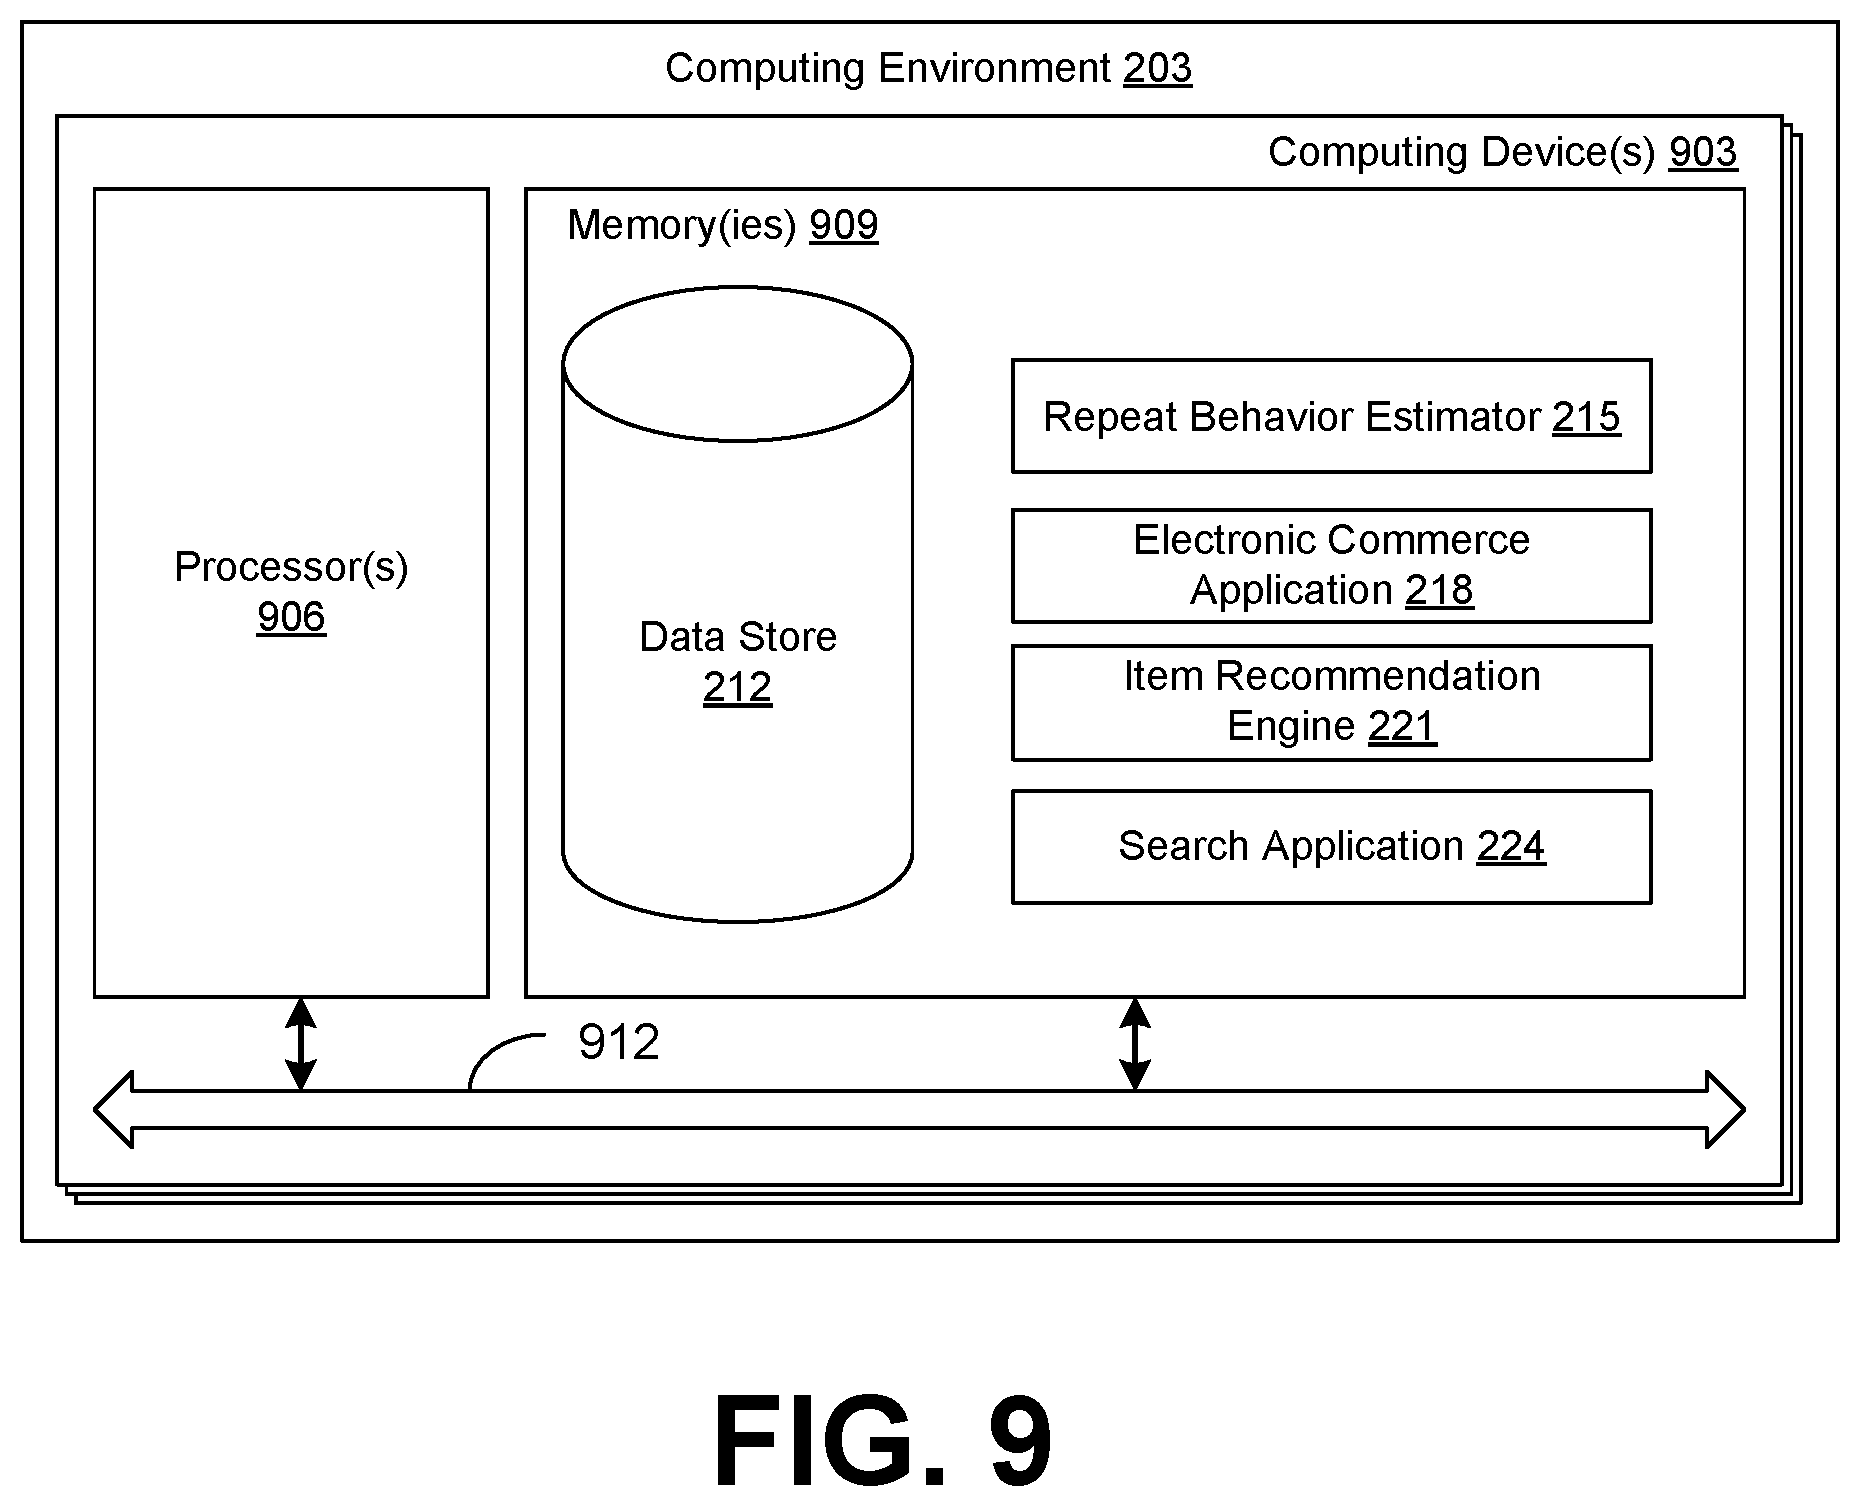 Computing Environment 203
Computing Device(s) 903
Memory(ies) 909
Processor(s)
906
Data Store
212
Repeat Behavior Estimator 215
Electronic Commerce
Application 218
Item Recommendation
Engine 221
Search Application 224
912
FIG. 9